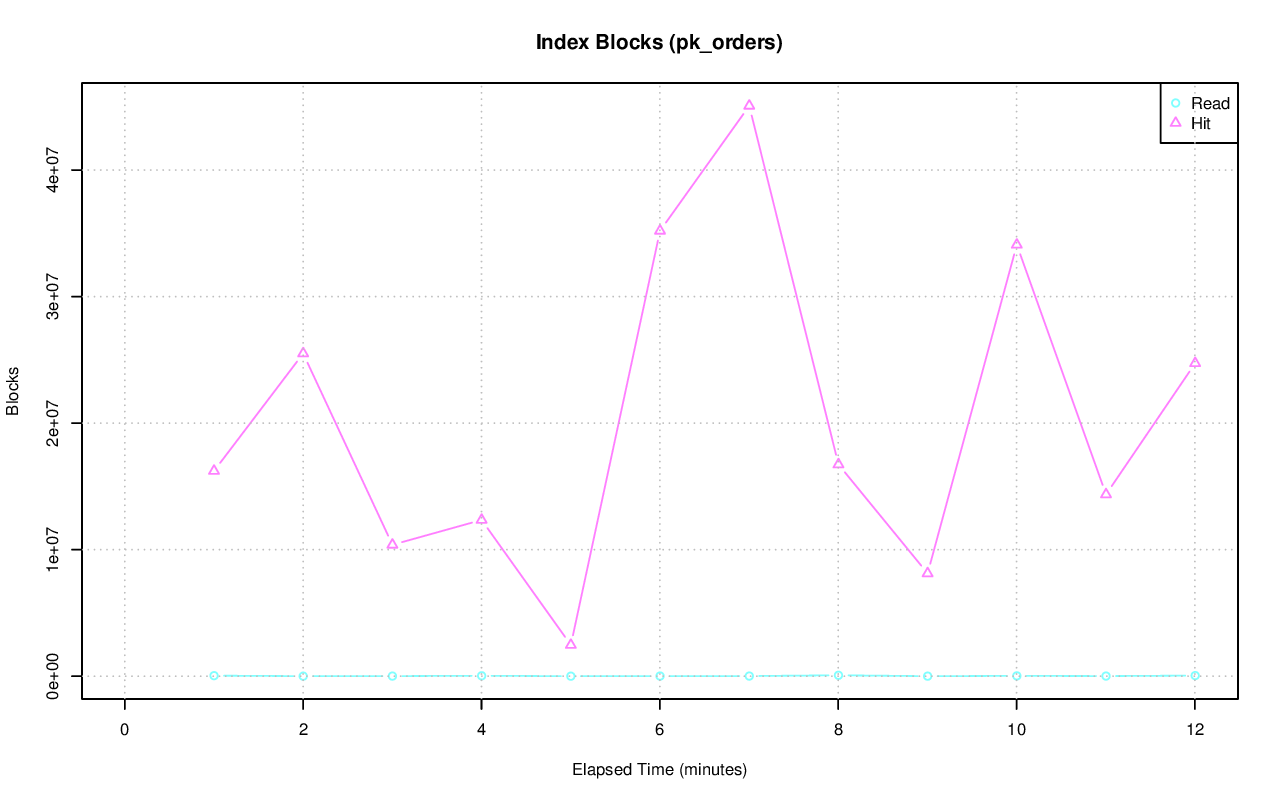 Index Blocks (pk_orders)
Read
Hit
Blocks
4e+07
3e+07
2e+07
1e+07
0e+00
0 2 4 6 8 10 12
Elapsed Time (minutes)